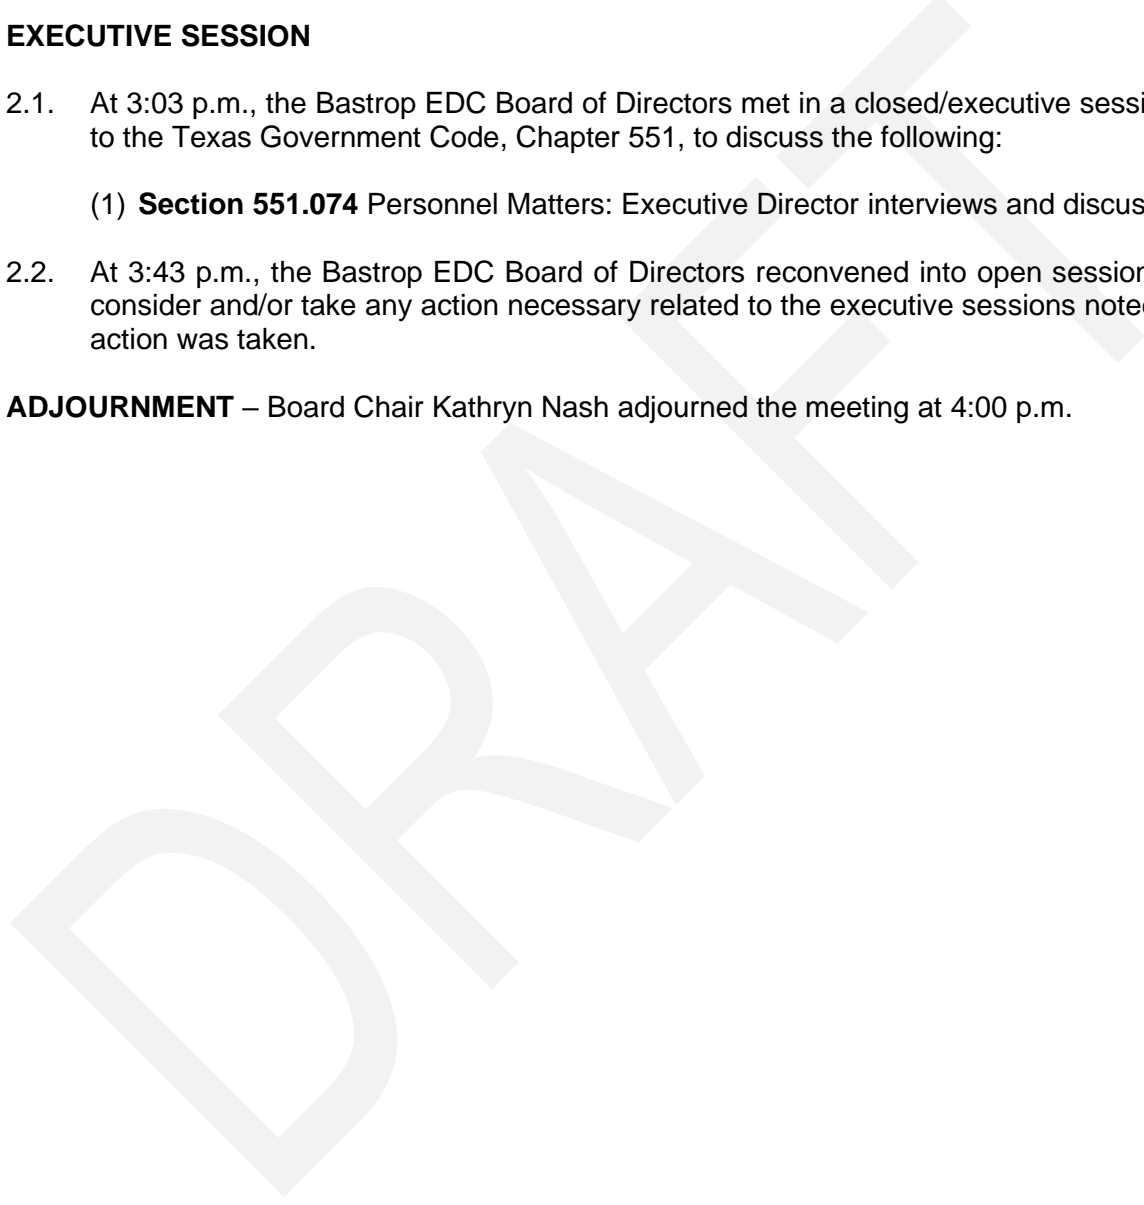 EXECUTIVE SESSION
2.1. At 3:03 p.m., the Bastrop EDC Board of Directors met in a closed/executive sessi
to the Texas Government Code, Chapter 551, to discuss the following:
(1) Section 551.074 Personnel Matters: Executive Director interviews and discus
2.2. At 3:43 p.m., the Bastrop EDC Board of Directors reconvened into open session
consider and/or take any action necessary related to the executive sessions note
action was taken.
ADJOURNMENT – Board Chair Kathryn Nash adjourned the meeting at 4:00 p.m.
DRAFT